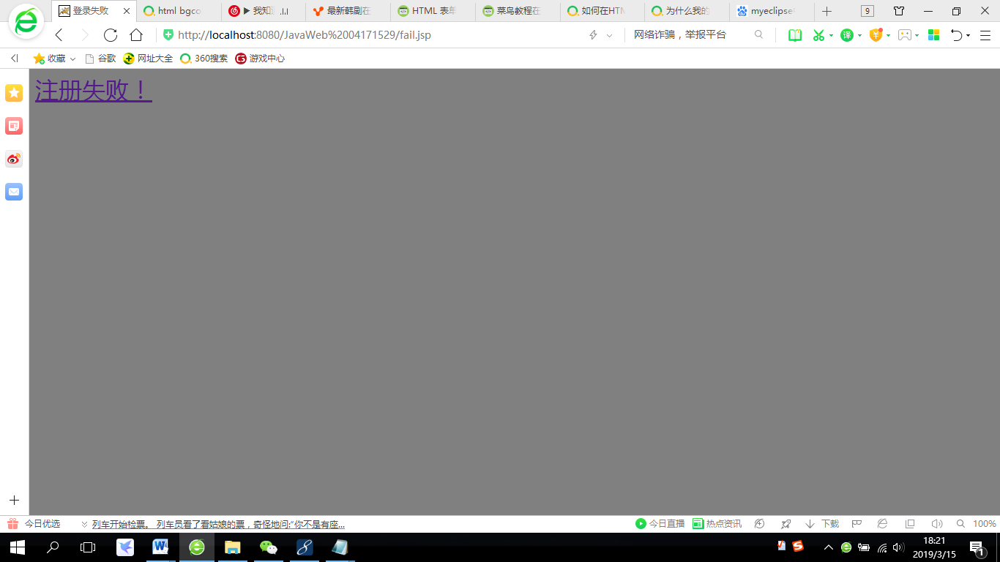 登录失败
html bgco
我知
最新韩剧在
HTML 表单
菜鸟教程在
如何在HTM
为什么我的
myeclipse
9
http://localhost:8080/JavaWeb%2004171529/fail.jsp
网络诈骗，举报平台
译
收藏
谷歌
网址大全
360搜索
游戏中心
注册失败！
今日优选
列车开始检票。 列车员看了看姑娘的票，奇怪地问:“你不是有座...
今日直播
热点资讯
下载
100%
18:21
2019/3/15
1